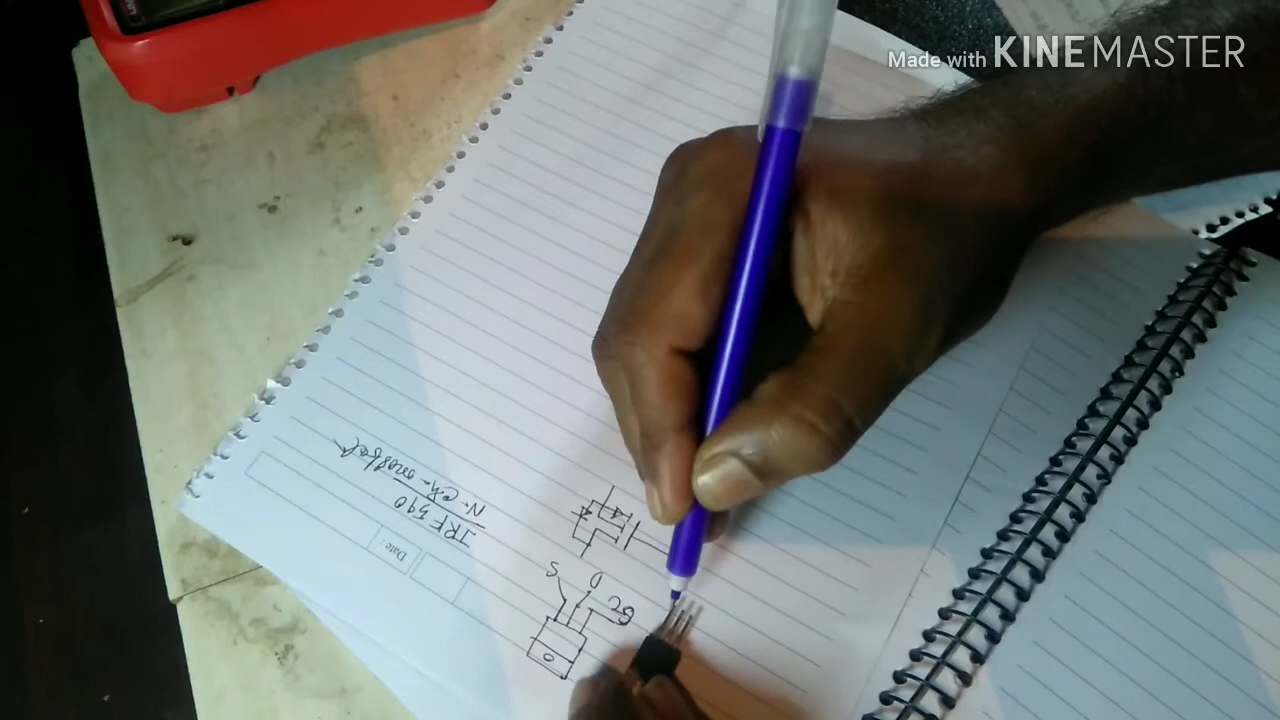 Made with KINEMASTER
Date:
IRF 540
N-ch-mosfet
S
D
G